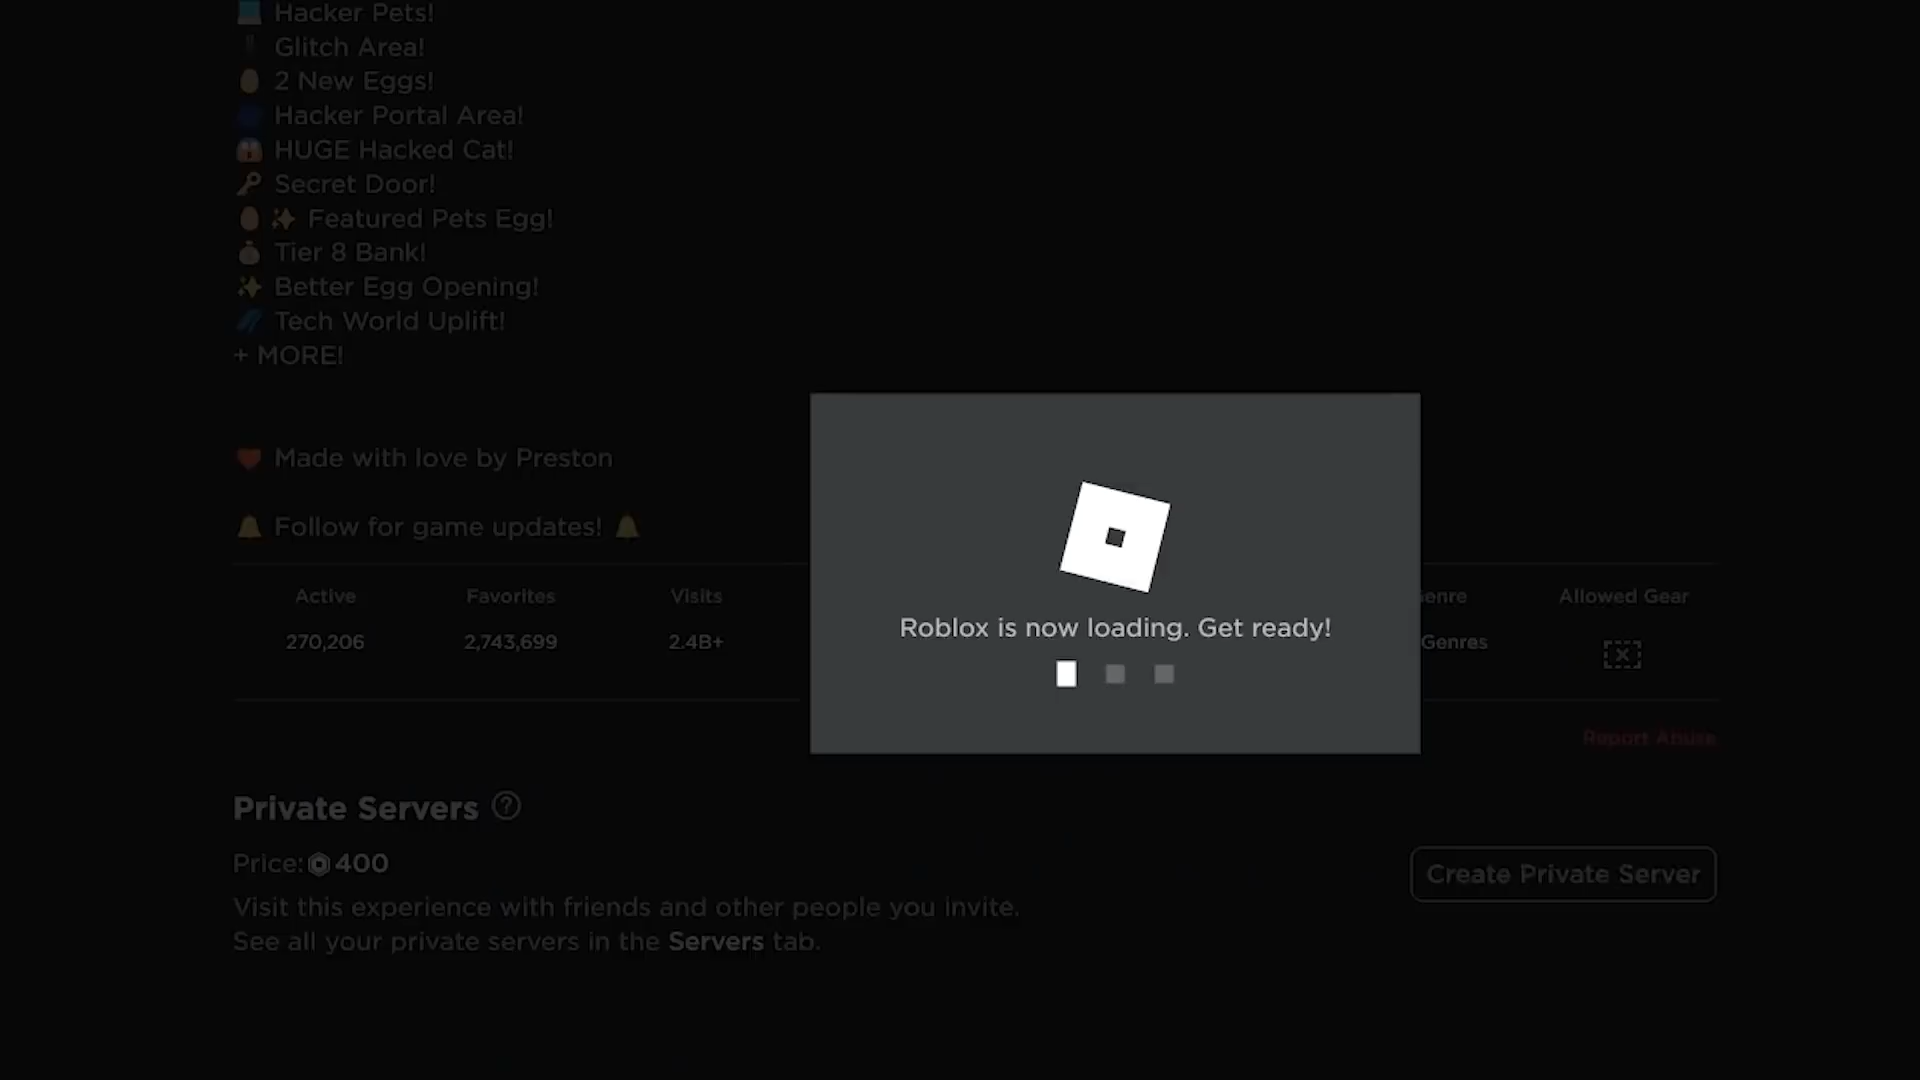 Hacker Pets!
Glitch Area!
2 New Eggs!
Hacker Portal Area!
HUGE Hacked Cat!
Secret Door!
Featured Pets Egg!
Tier 8 Bank!
Better Egg Opening!
Tech World Uplift!
+ MORE!
Made with love by Preston
Follow for game updates!
Roblox is now loading. Get ready!
Active Favorites Visits enre Allowed Gear
270,206 2,743,699 2.4B+ Genres
Report Abuse
Private Servers ?
Price: 400
Create Private Server
Visit this experience with friends and other people you invite.
See all your private servers in the Servers tab.